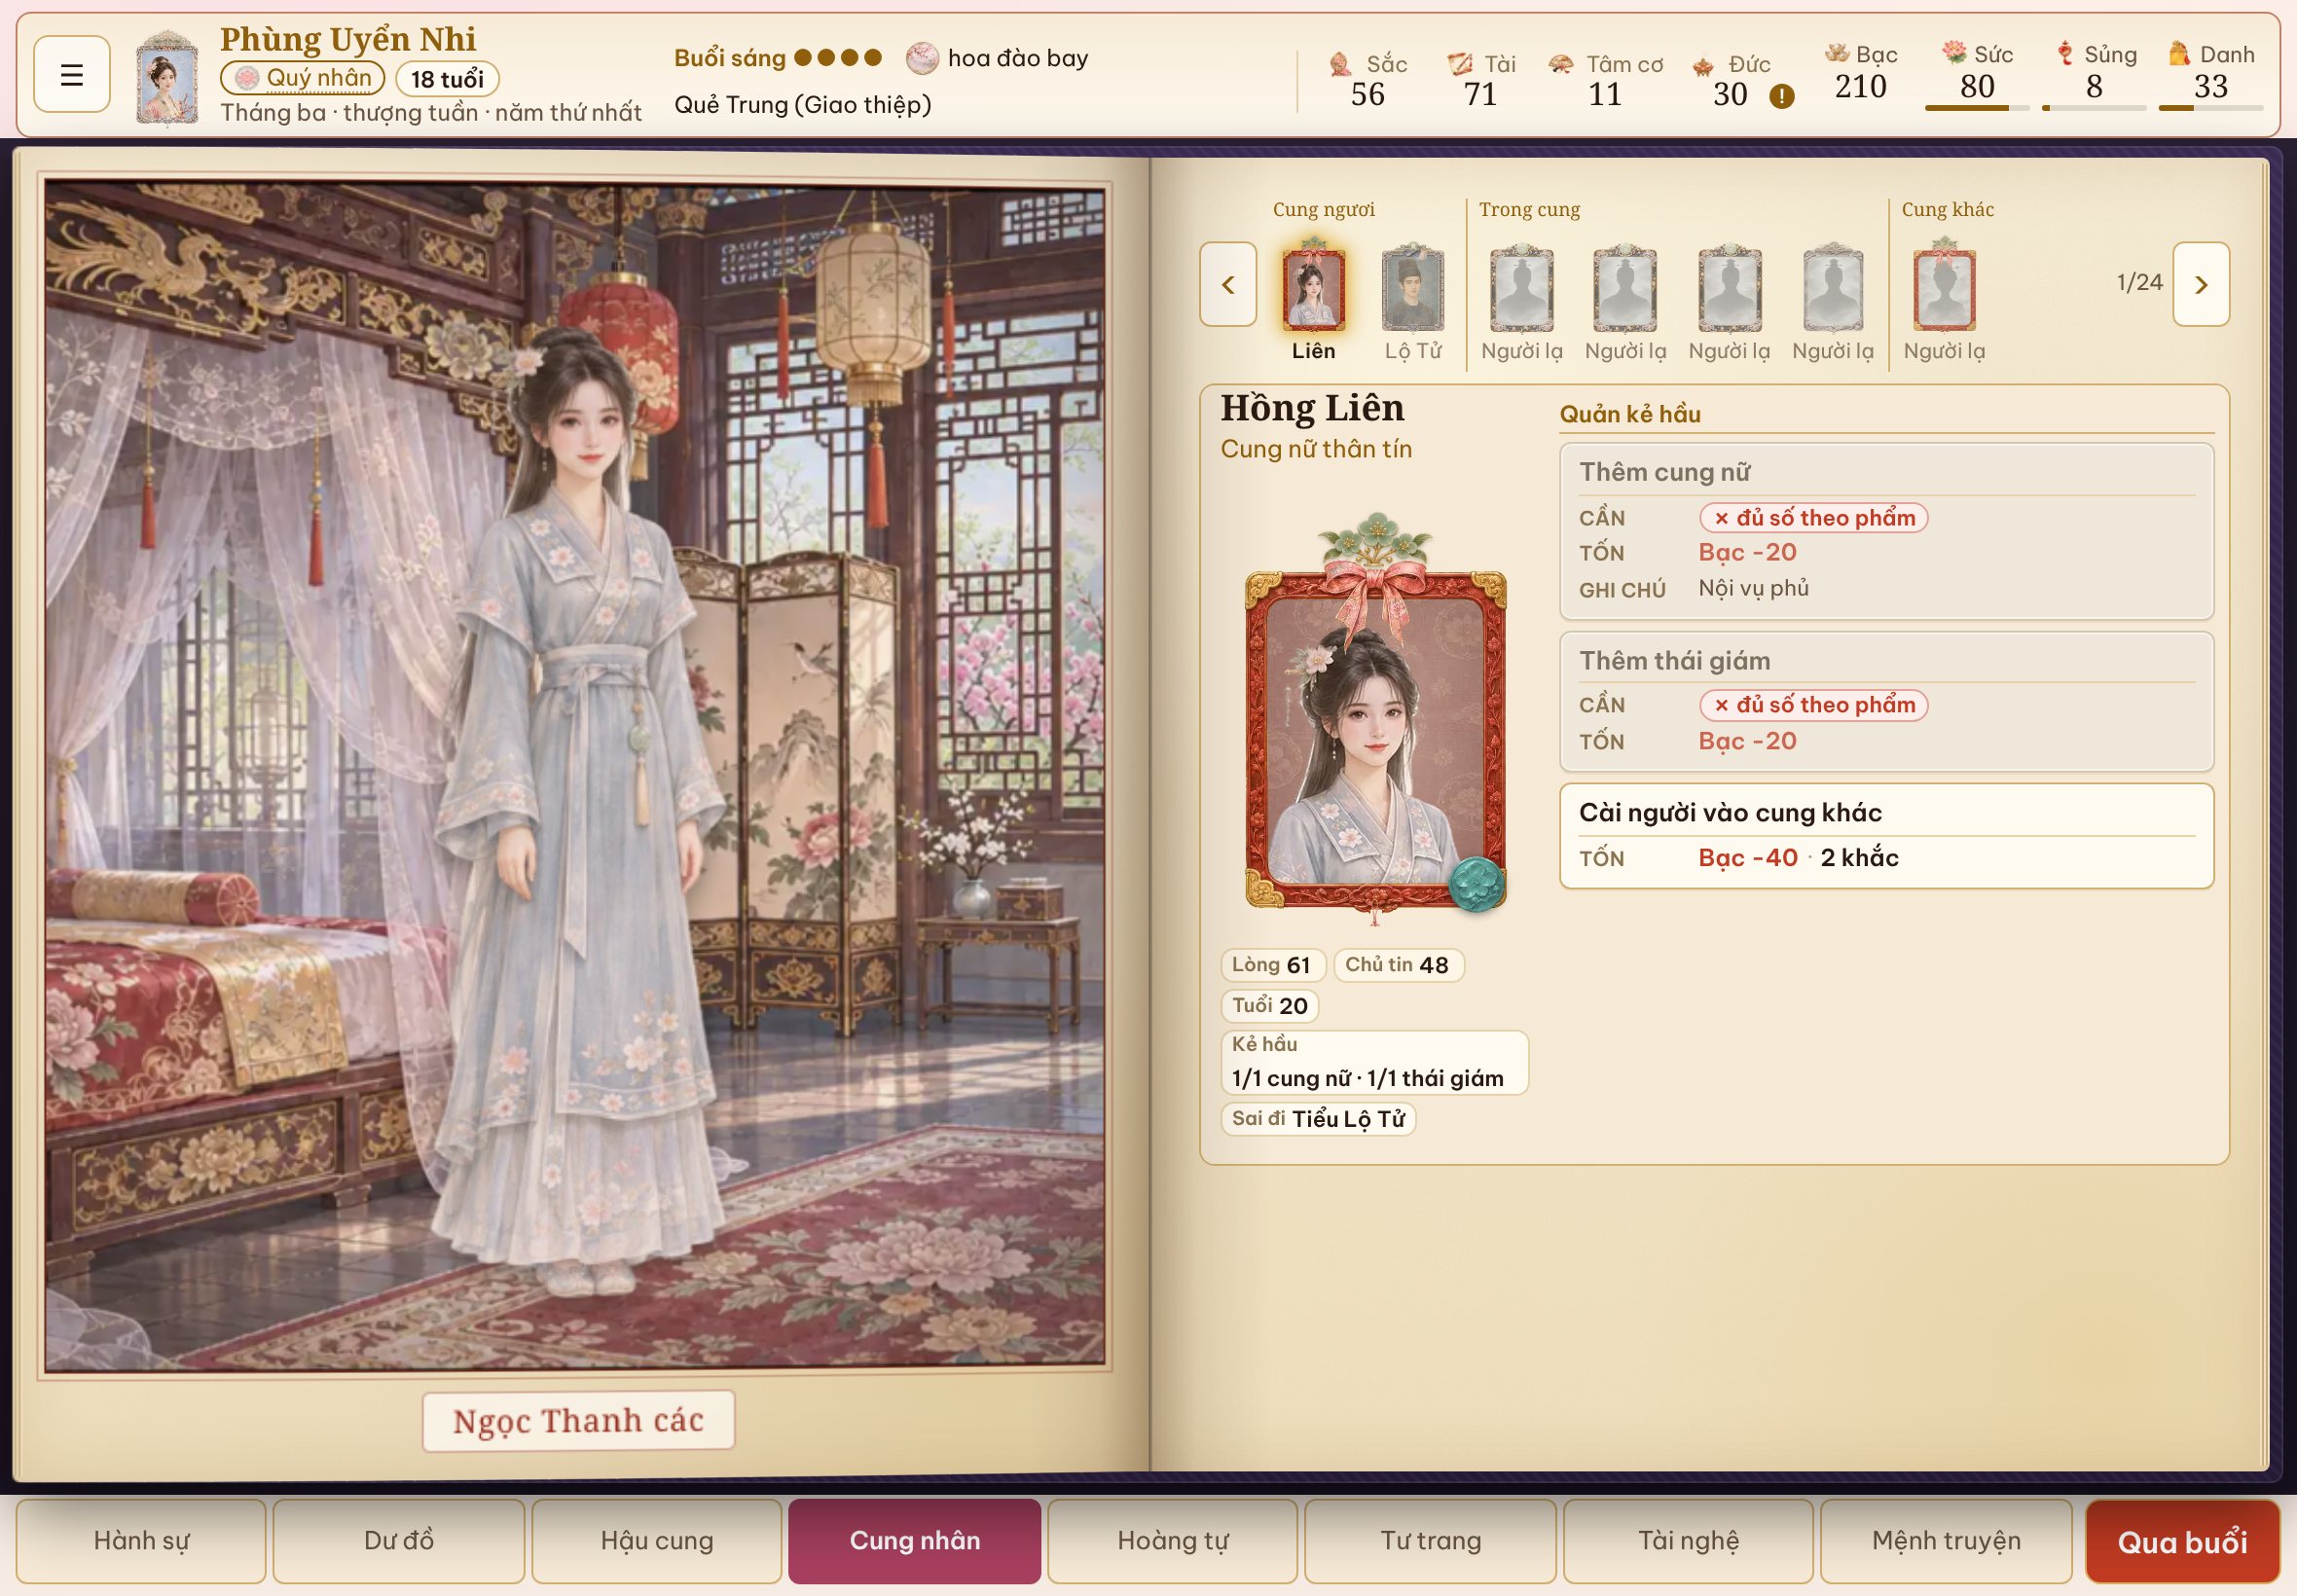 Phùng Uyển Nhi
Quý nhân
18 tuổi
Tháng ba · thượng tuần · năm thứ nhất
Buổi sáng
hoa đào bay
Quẻ Trung (Giao thiệp)
Sắc
56
Tài
71
Tâm cơ
11
Đức
30
!
Bạc
210
Sức
80
Sủng
8
Danh
33
Ngọc Thanh các
Cung ngươi
Trong cung
Cung khác
Liên
Lộ Tử
Người lạ
Người lạ
Người lạ
Người lạ
Người lạ
1/24
Hồng Liên
Cung nữ thân tín
Lòng 61
Chủ tin 48
Tuổi 20
Kẻ hầu
1/1 cung nữ · 1/1 thái giám
Sai đi Tiểu Lộ Tử
Quản kẻ hầu
Thêm cung nữ
CẦN × đủ số theo phẩm
TỐN Bạc -20
GHI CHÚ Nội vụ phủ
Thêm thái giám
CẦN × đủ số theo phẩm
TỐN Bạc -20
Cài người vào cung khác
TỐN Bạc -40 · 2 khắc
Hành sự
Dư đồ
Hậu cung
Cung nhân
Hoàng tự
Tư trang
Tài nghệ
Mệnh truyện
Qua buổi